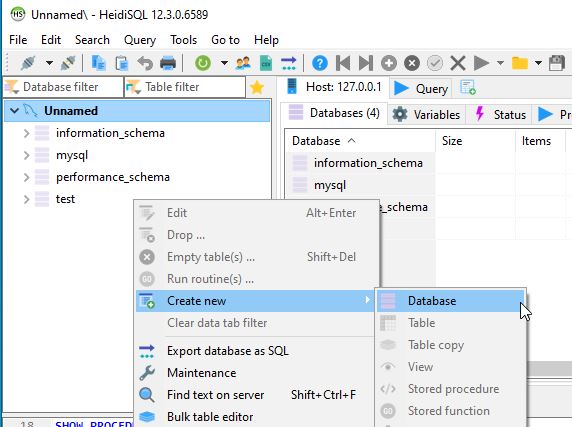 Unnamed\ - HeidiSQL 12.3.0.6589
File Edit Search Query Tools Go to Help
Database filter Table filter Host: 127.0.0.1 Query
Unnamed
information_schema
mysql
performance_schema
test
Databases (4) Variables Status
Database Size Items
information_schema
mysql
_schema
Edit Alt+Enter
Drop ...
Empty table(s) ... Shift+Del
Run routine(s) ...
Create new
Clear data tab filter
Export database as SQL
Maintenance
Find text on server Shift+Ctrl+F
Bulk table editor
Database
Table
Table copy
View
Stored procedure
Stored function
18 SHOW PROCED